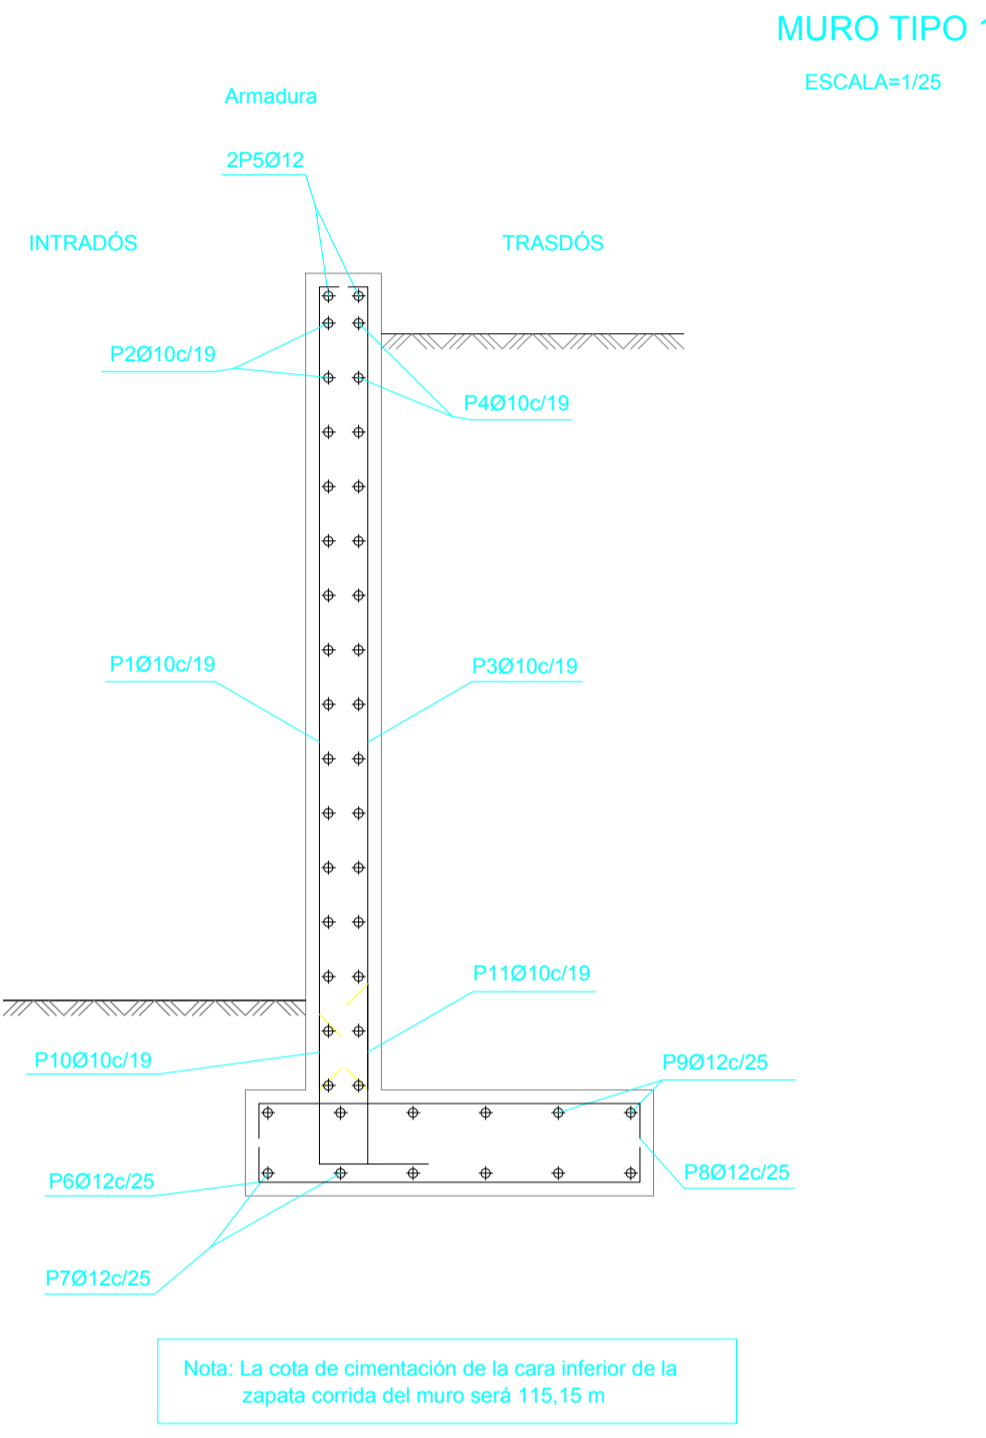 MURO TIPO 1
ESCALA=1/25
Armadura
2P5Ø12
INTRADÓS
TRASDÓS
P2Ø10c/19
P4Ø10c/19
P1Ø10c/19
P3Ø10c/19
P11Ø10c/19
P10Ø10c/19
P9Ø12c/25
P6Ø12c/25
P8Ø12c/25
P7Ø12c/25
Nota: La cota de cimentación de la cara inferior de la
zapata corrida del muro será 115,15 m